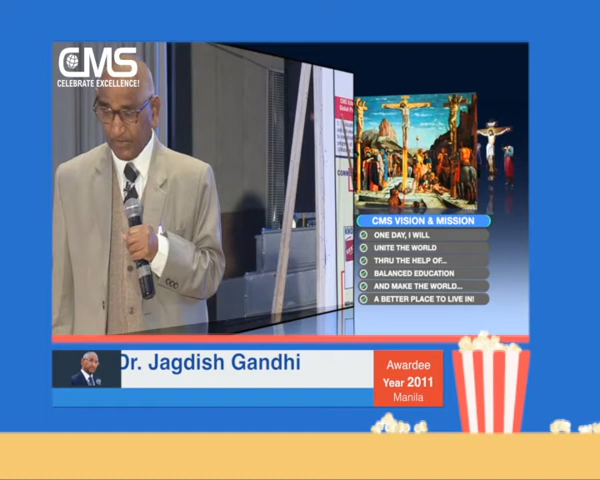 CMS
CELEBRATE EXCELLENCE!
CMS VISION & MISSION
ONE DAY, I WILL
UNITE THE WORLD
THRU THE HELP OF...
BALANCED EDUCATION
AND MAKE THE WORLD...
A BETTER PLACE TO LIVE IN!
Dr. Jagdish Gandhi
Awardee
Year 2011
Manila